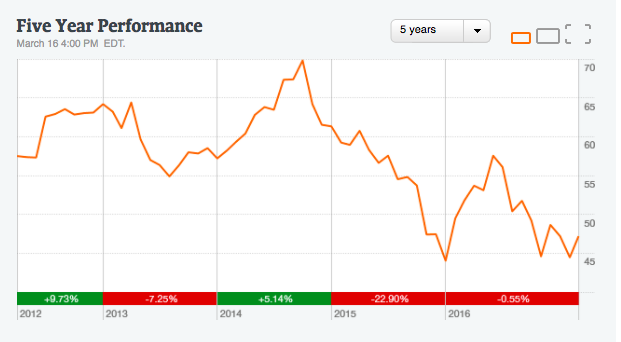 Five Year Performance
March 16 4:00 PM EDT.
5 years
70
65
60
55
50
45
+9.73% -7.25% +5.14% -22.90% -0.55%
2012 2013 2014 2015 2016